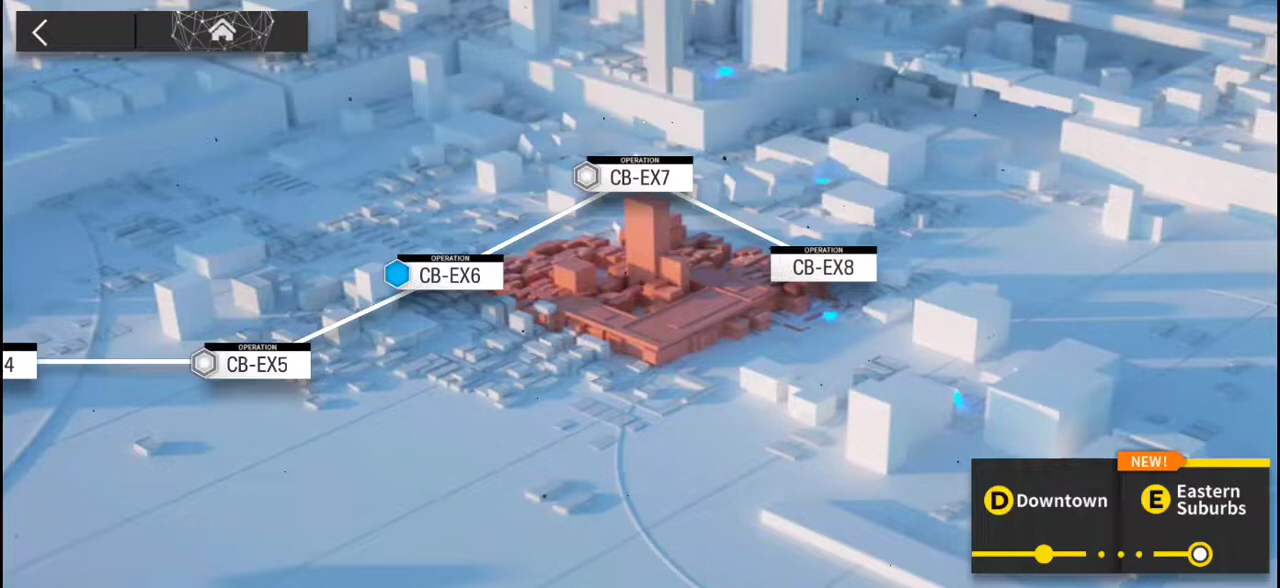 OPERATION
CB-EX7
OPERATION
CB-EX8
OPERATION
CB-EX6
OPERATION
CB-EX5
4
NEW!
D Downtown
E Eastern
Suburbs